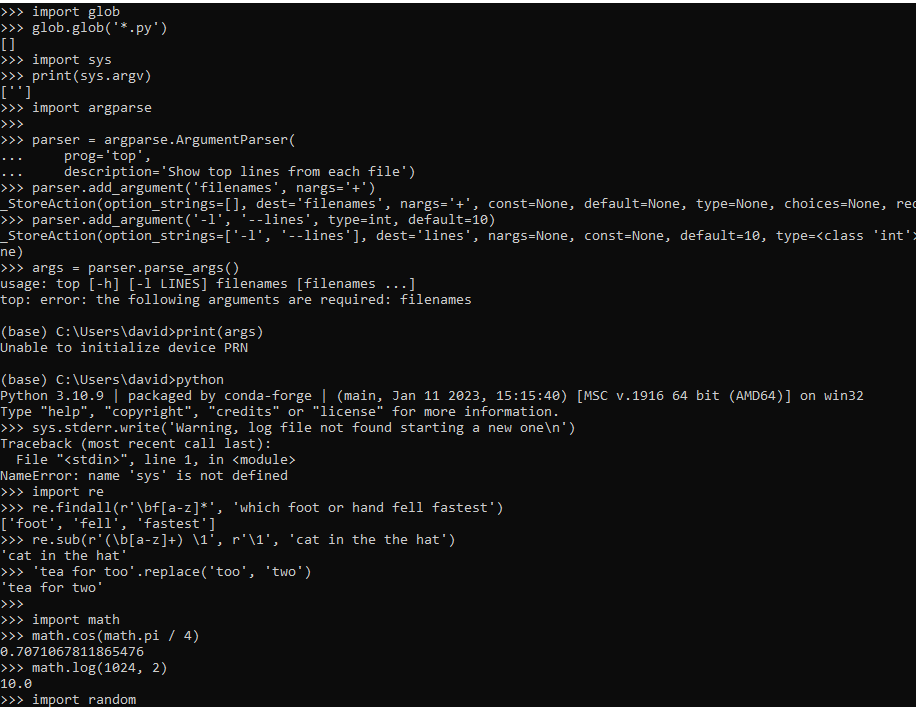 >>> import glob
>>> glob.glob('*.py')
[]
>>> import sys
>>> print(sys.argv)
['']
>>> import argparse
>>>
>>> parser = argparse.ArgumentParser(
...     prog='top',
...     description='Show top lines from each file')
>>> parser.add_argument('filenames', nargs='+')
_StoreAction(option_strings=[], dest='filenames', nargs='+', const=None, default=None, type=None, choices=None, rec
>>> parser.add_argument('-l', '--lines', type=int, default=10)
_StoreAction(option_strings=['-l', '--lines'], dest='lines', nargs=None, const=None, default=10, type=<class 'int'>
ne)
>>> args = parser.parse_args()
usage: top [-h] [-l LINES] filenames [filenames ...]
top: error: the following arguments are required: filenames

(base) C:\Users\david>print(args)
Unable to initialize device PRN

(base) C:\Users\david>python
Python 3.10.9 | packaged by conda-forge | (main, Jan 11 2023, 15:15:40) [MSC v.1916 64 bit (AMD64)] on win32
Type "help", "copyright", "credits" or "license" for more information.
>>> sys.stderr.write('Warning, log file not found starting a new one\n')
Traceback (most recent call last):
  File "<stdin>", line 1, in <module>
NameError: name 'sys' is not defined
>>> import re
>>> re.findall(r'\bf[a-z]*', 'which foot or hand fell fastest')
['foot', 'fell', 'fastest']
>>> re.sub(r'(\b[a-z]+) \1', r'\1', 'cat in the the hat')
'cat in the hat'
>>> 'tea for too'.replace('too', 'two')
'tea for two'
>>>
>>> import math
>>> math.cos(math.pi / 4)
0.7071067811865476
>>> math.log(1024, 2)
10.0
>>> import random